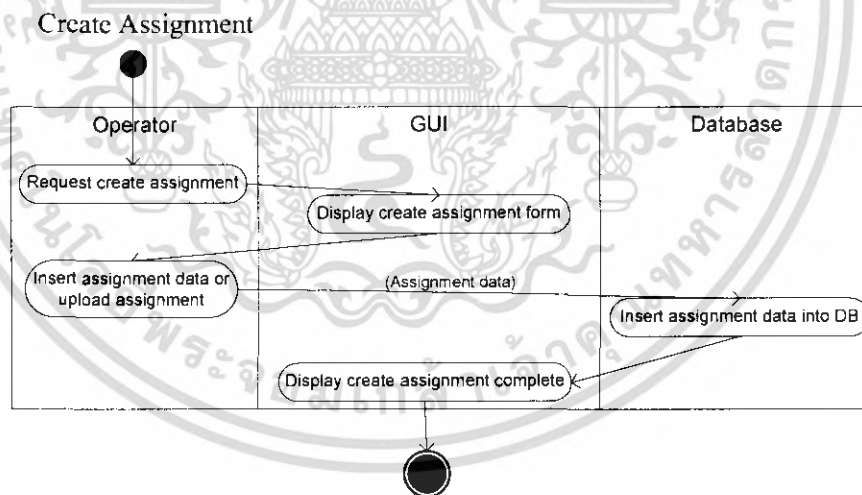 Create Assignment
Operator
GUI
Database
Request create assignment
Display create assignment form
Insert assignment data or
upload assignment
(Assignment data)
Insert assignment data into DB
Display create assignment complete